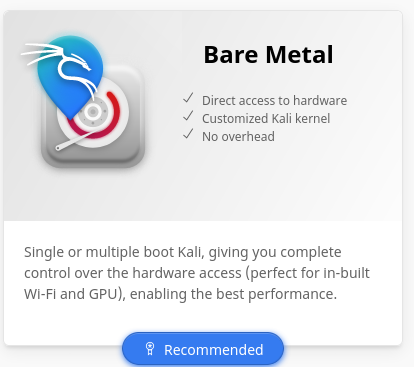 Bare Metal
Direct access to hardware
Customized Kali kernel
No overhead
Single or multiple boot Kali, giving you complete
control over the hardware access (perfect for in-built
Wi-Fi and GPU), enabling the best performance.
Recommended